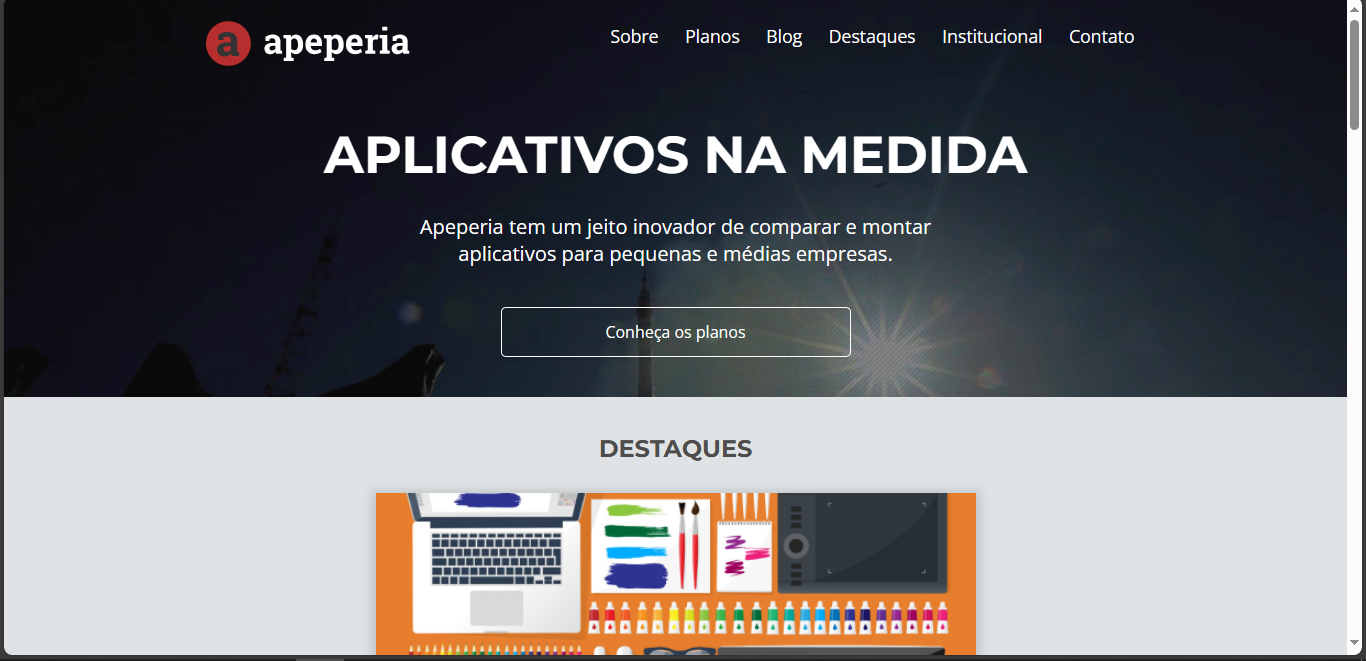 a apeperia
Sobre Planos Blog Destaques Institucional Contato
APLICATIVOS NA MEDIDA
Apeperia tem um jeito inovador de comparar e montar
aplicativos para pequenas e médias empresas.
Conheça os planos
DESTAQUES